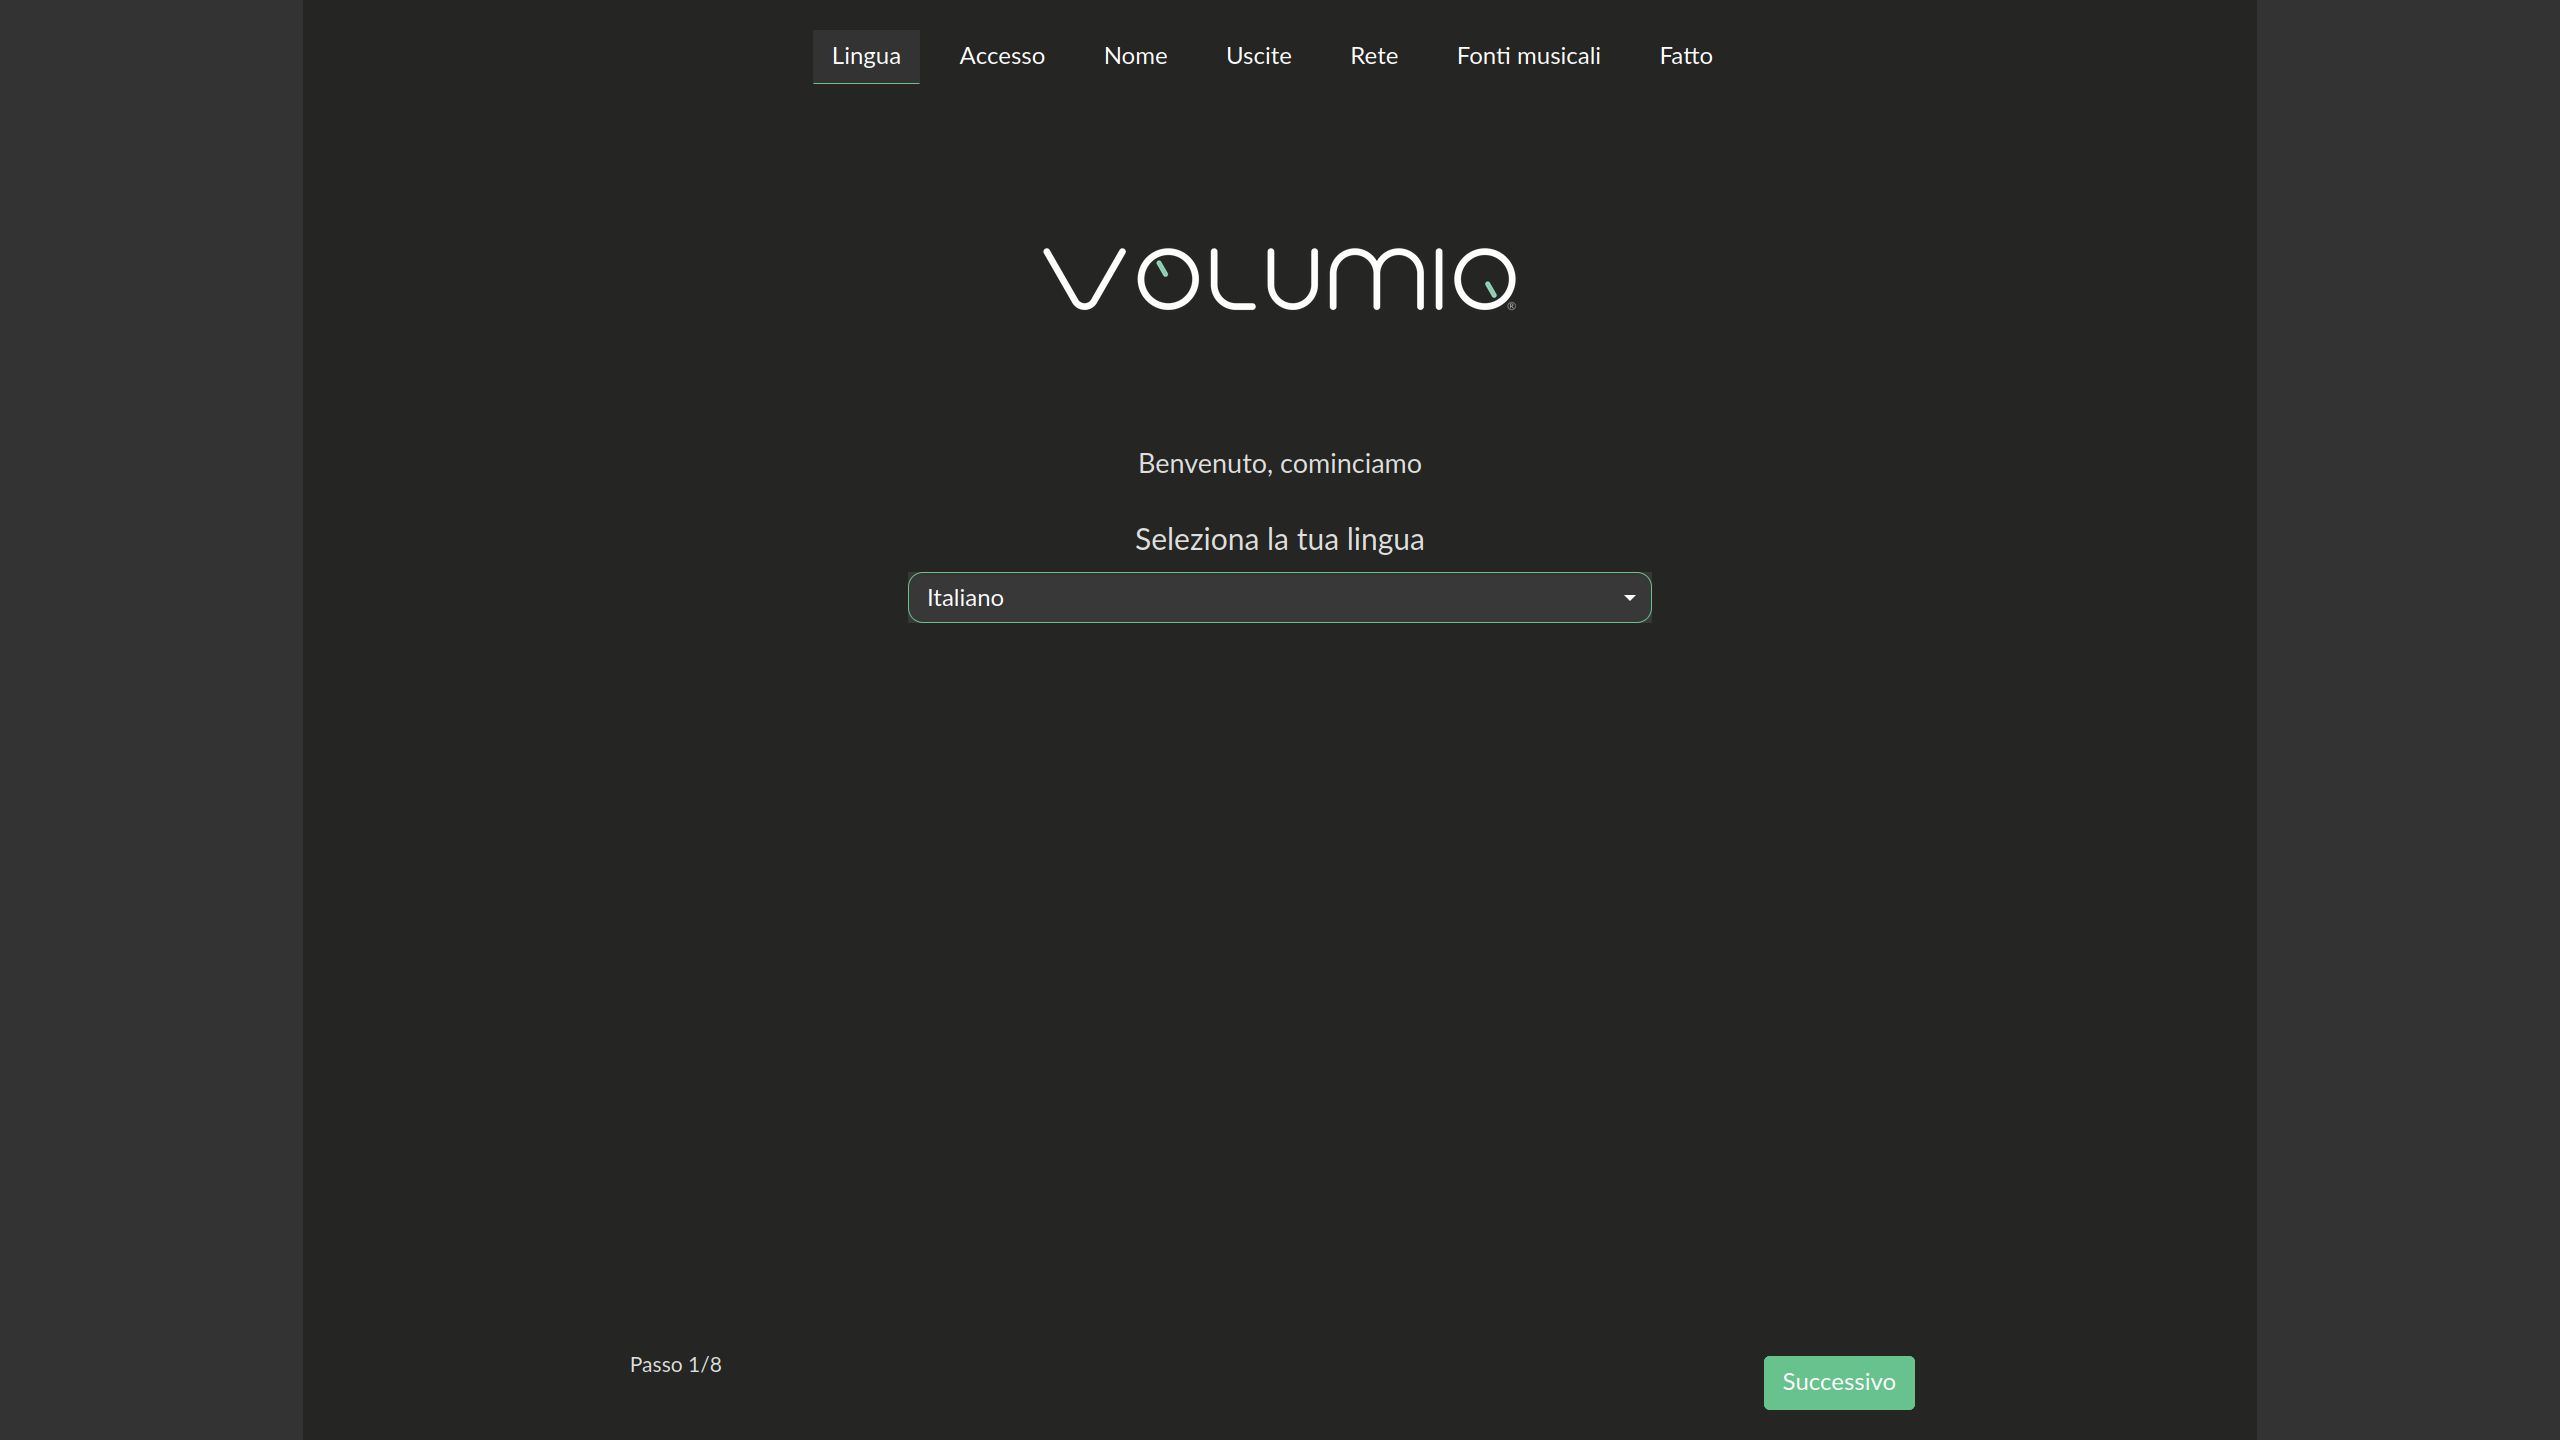 Lingua Accesso Nome Uscite Rete Fonti musicali Fatto
VOLUMIO®
Benvenuto, cominciamo
Seleziona la tua lingua
Italiano
Passo 1/8
Successivo